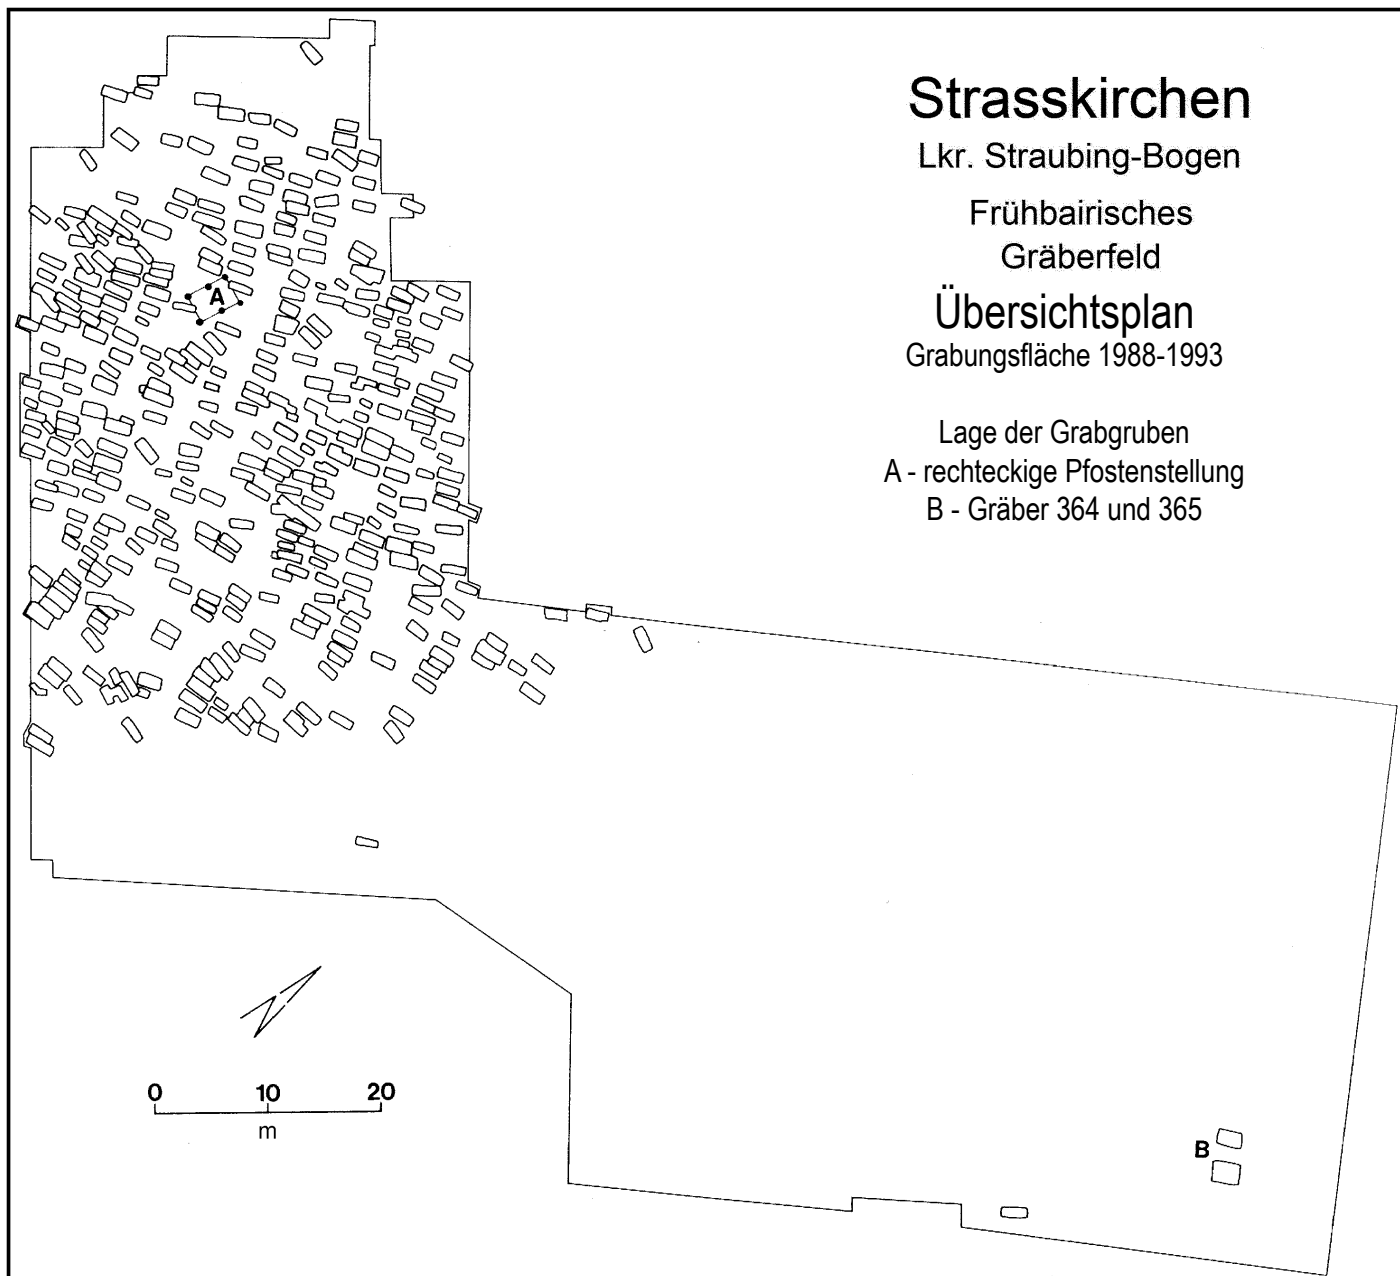 Strasskirchen
Lkr. Straubing-Bogen
Frühbairisches
Gräberfeld
Übersichtsplan
Grabungsfläche 1988-1993
Lage der Grabgruben
A - rechteckige Pfostenstellung
B - Gräber 364 und 365
A
0 10 20
m
B